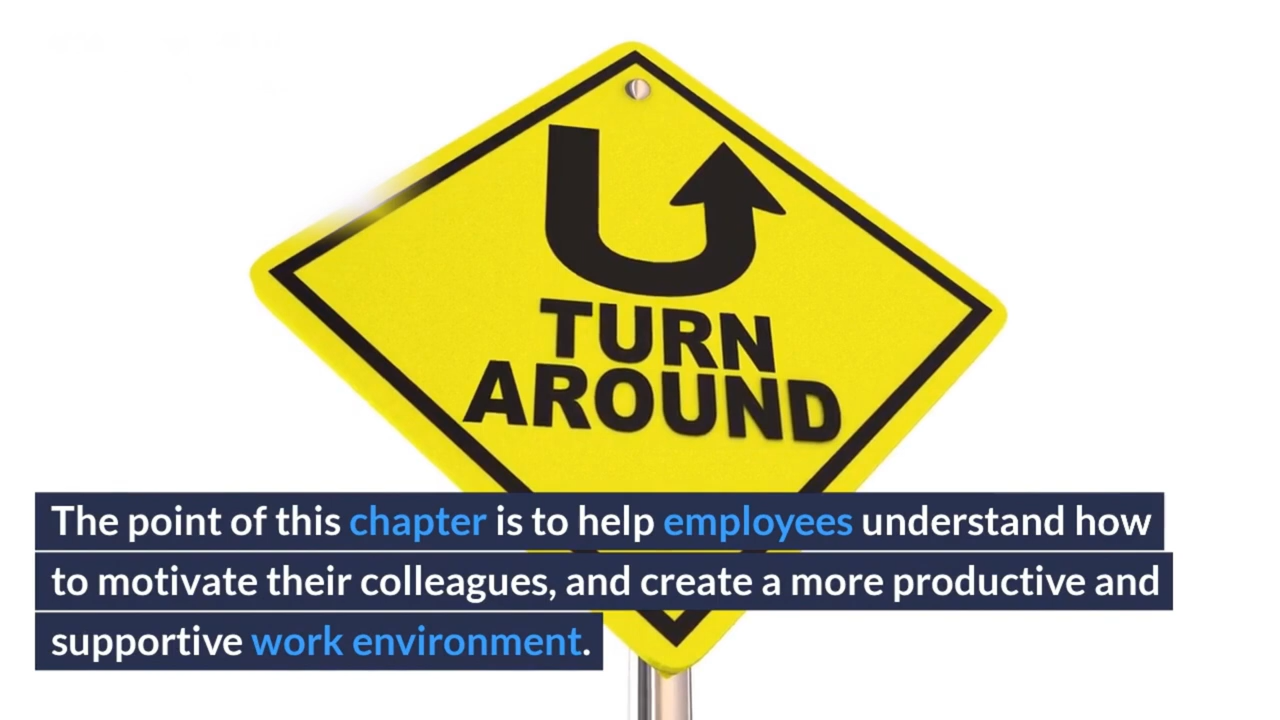 TURN
AROUND
The point of this chapter is to help employees understand how
to motivate their colleagues, and create a more productive and
supportive work environment.